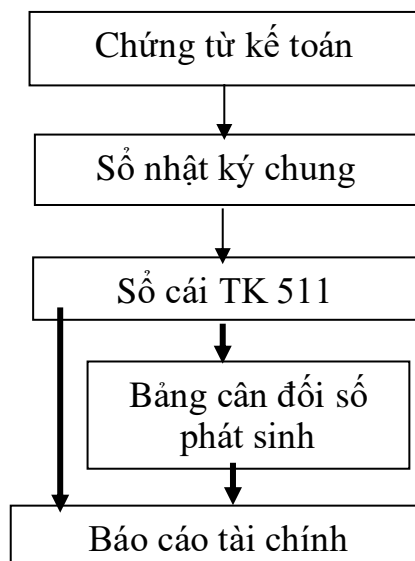 Chứng từ kế toán
Sổ nhật ký chung
Sổ cái TK 511
Bảng cân đối số
phát sinh
Báo cáo tài chính